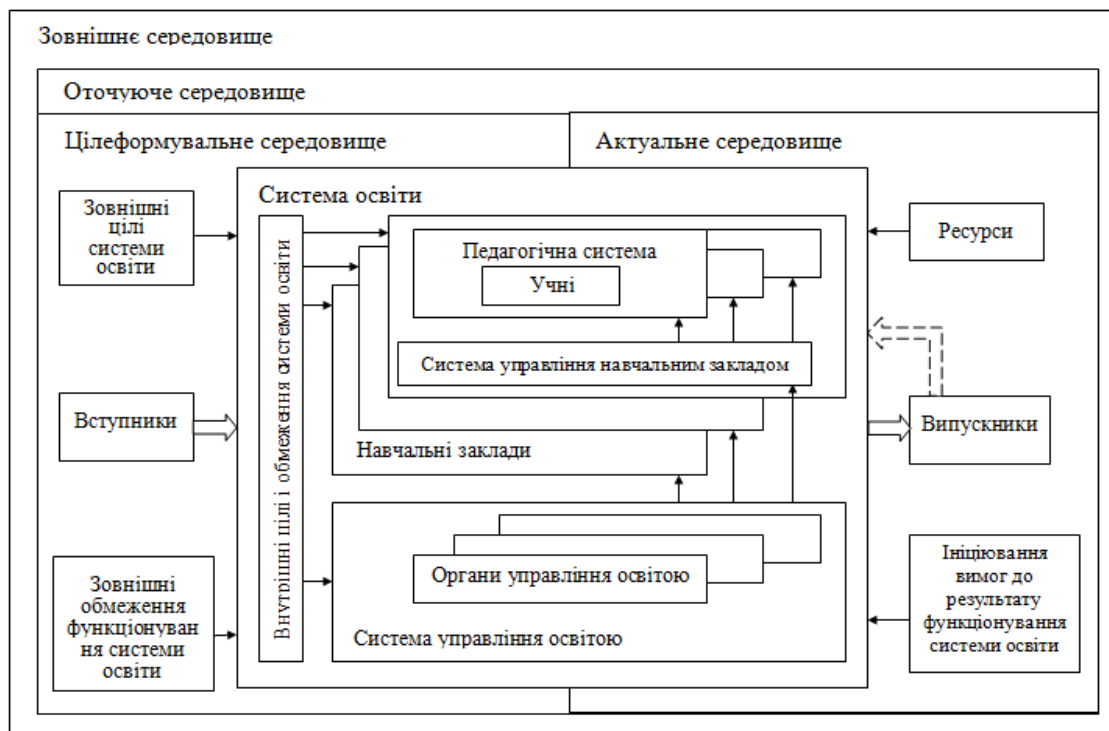 Зовнішнє середовище
Оточуюче середовище
Цілеформувальне середовище
Актуальне середовище
Зовнішні
цілі
системи
освіти
Вступники
Зовнішні
обмеження
функціонуван
ня системи
освіти
Система освіти
Внутрішні цілі і обмеження системи освіти
Педагогічна система
Учні
Система управління навчальним закладом
Навчальні заклади
Органи управління освітою
Система управління освітою
Ресурси
Випускники
Ініціювання
вимог до
результату
функціонування
системи освіти